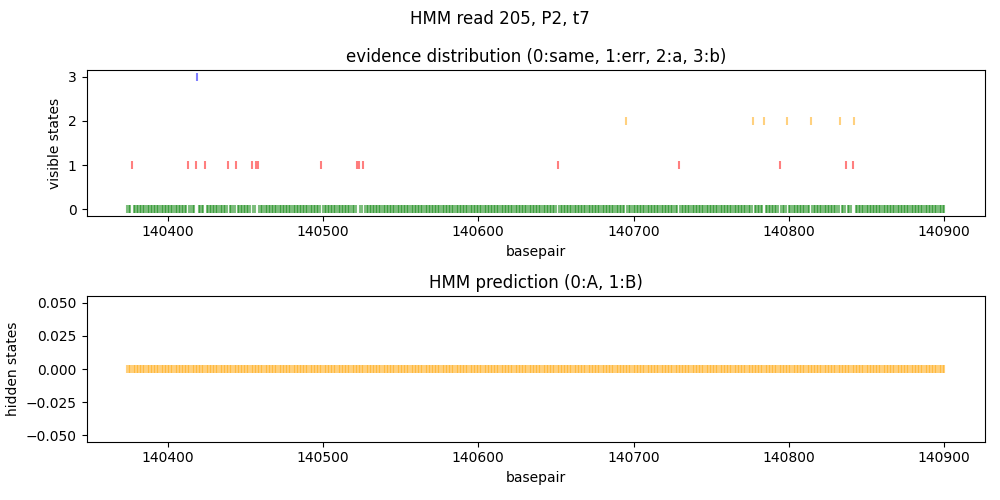 HMM read 205, P2, t7
evidence distribution (0:same, 1:err, 2:a, 3:b)
visible states
3
2
1
0
140400 140500 140600 140700 140800 140900
basepair
HMM prediction (0:A, 1:B)
hidden states
0.050
0.025
0.000
−0.025
−0.050
140400 140500 140600 140700 140800 140900
basepair